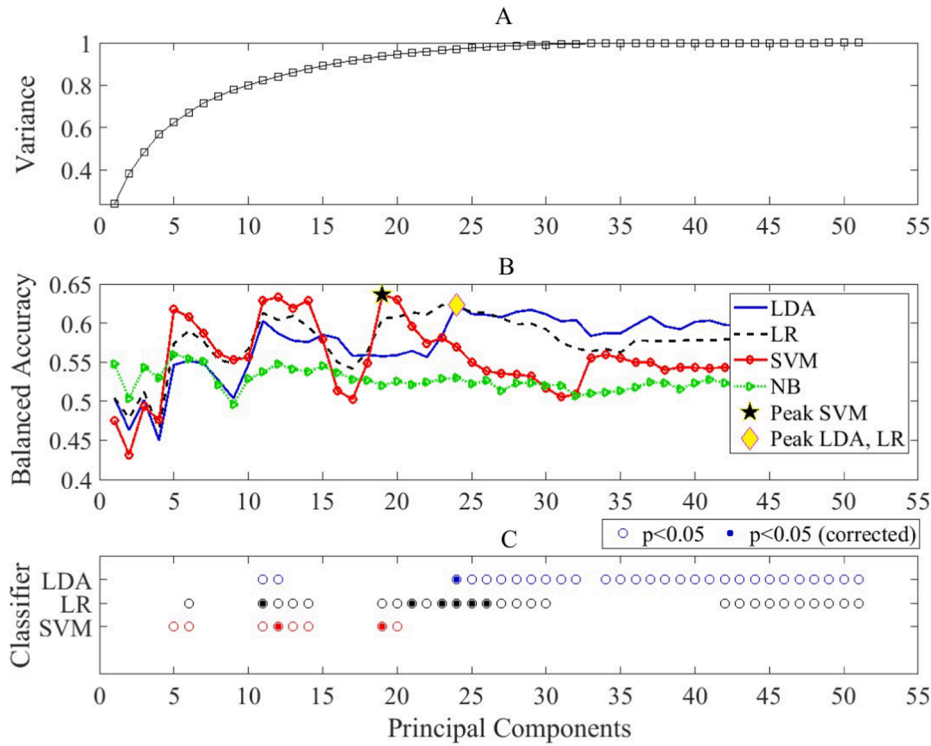 A
Variance
1
0.8
0.6
0.4
0 5 10 15 20 25 30 35 40 45 50 55
B
Balanced Accuracy
0.65
0.6
0.55
0.5
0.45
0.4
LDA
LR
SVM
NB
Peak SVM
Peak LDA, LR
0 5 10 15 20 25 30 35 40 45 50 55
C
p<0.05 p<0.05 (corrected)
Classifier
LDA
LR
SVM
0 5 10 15 20 25 30 35 40 45 50 55
Principal Components